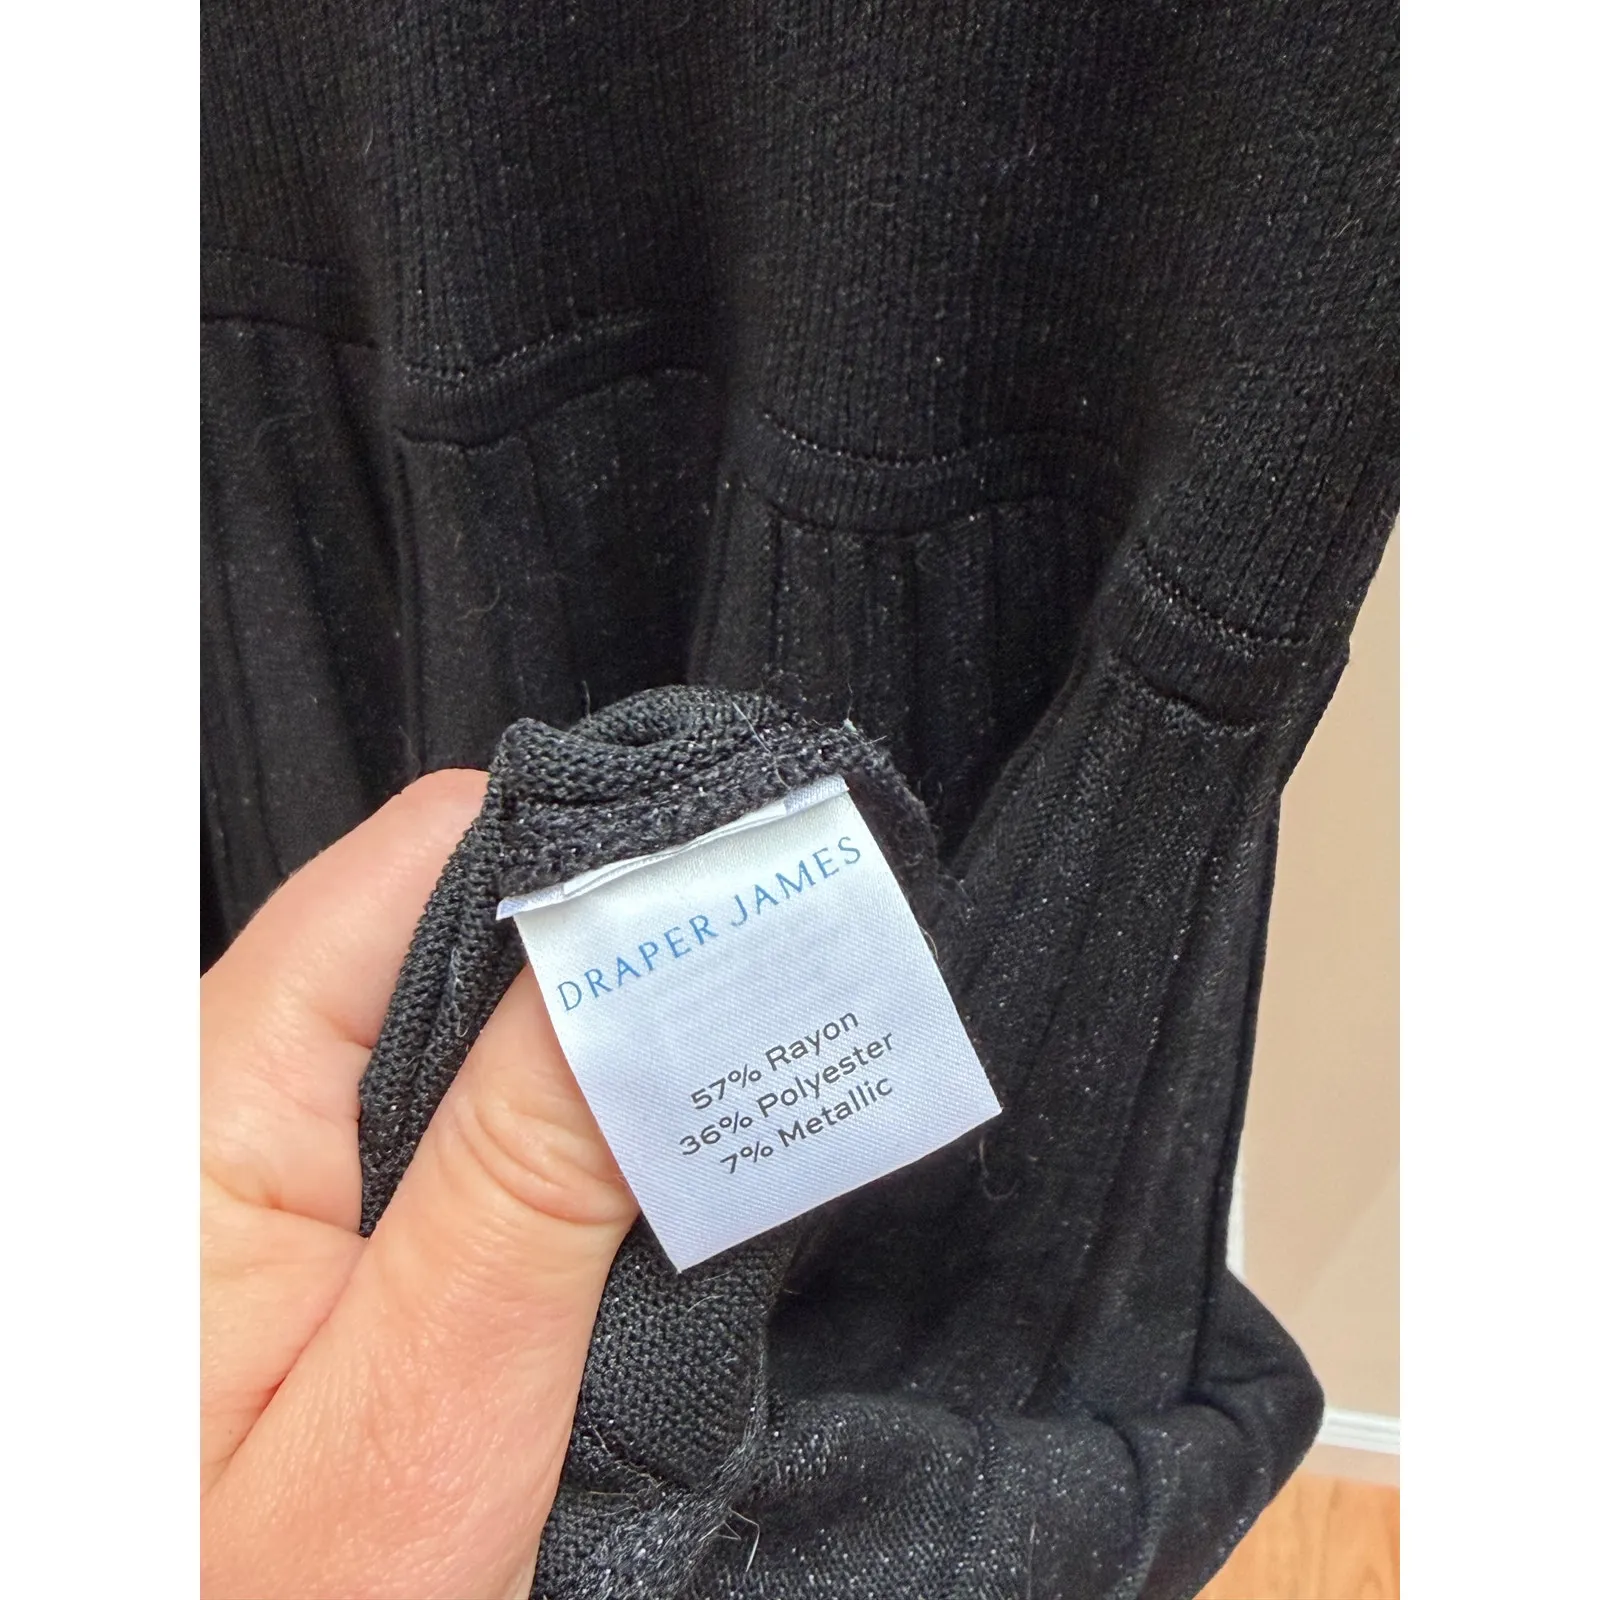 DRAPER JAMES
57% Rayon
36% Polyester
7% Metallic